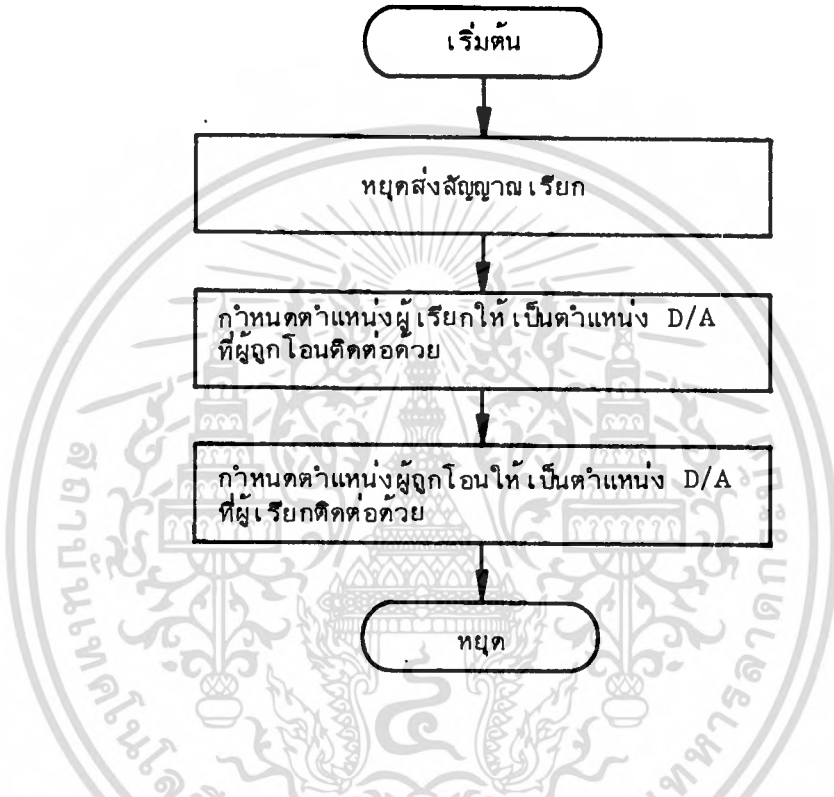 เริ่มต้น
หยุดส่งสัญญาณเรียก
กำหนดตำแหน่งผู้เรียกให้เป็นตำแหน่ง D/A
ที่ผู้ถูกโอนติดต่อด้วย
กำหนดตำแหน่งผู้ถูกโอนให้เป็นตำแหน่ง D/A
ที่ผู้เรียกติดต่อด้วย
หยุด